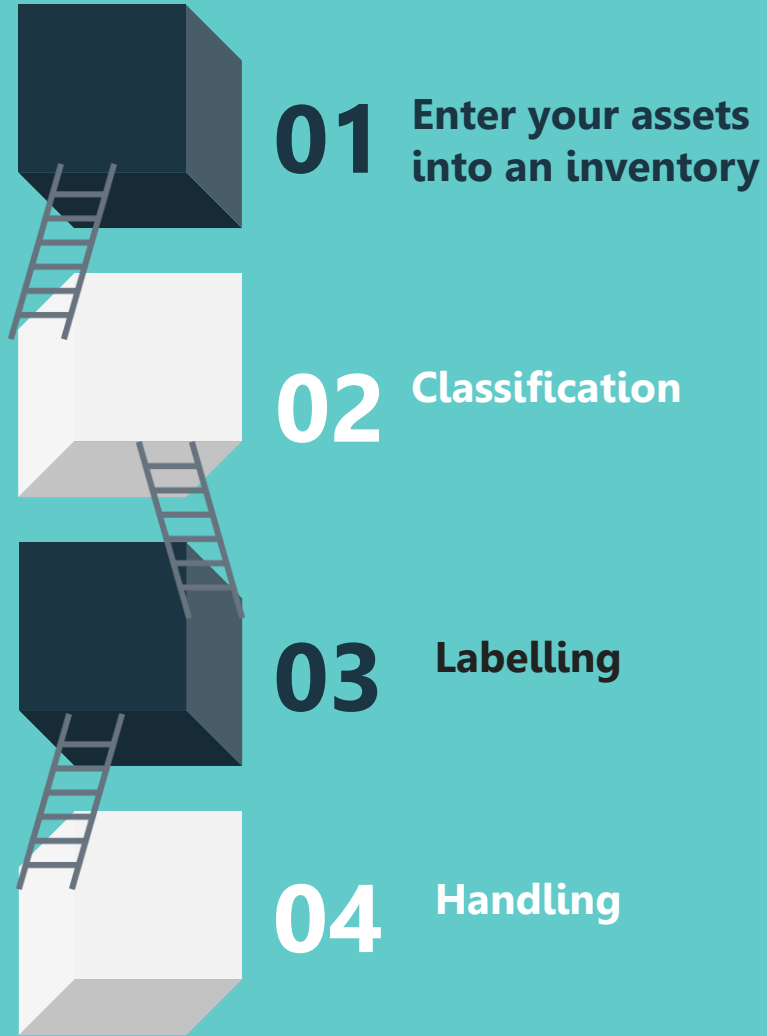 01
Enter your assets
into an inventory
02
Classification
03
Labelling
04
Handling